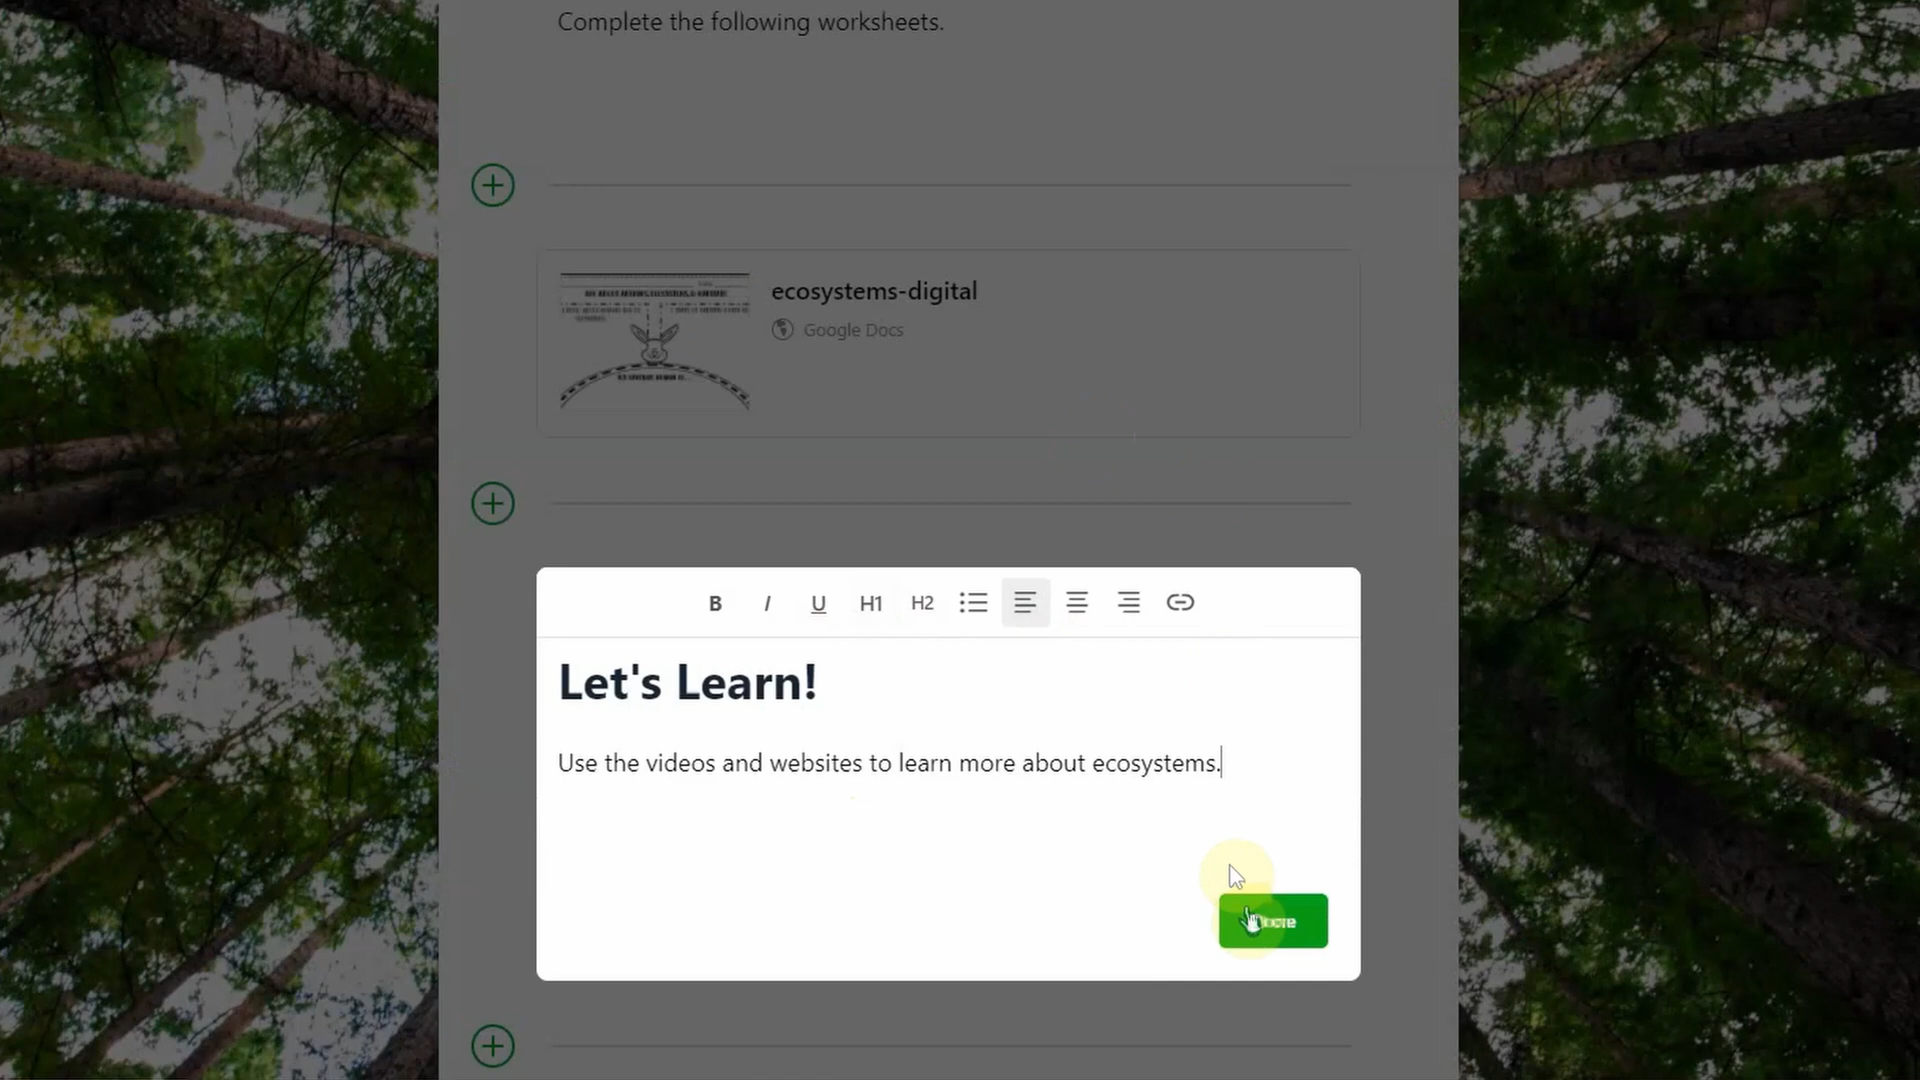 Complete the following worksheets.
ecosystems-digital
Google Docs
B I U H1 H2
Let's Learn!
Use the videos and websites to learn more about ecosystems.